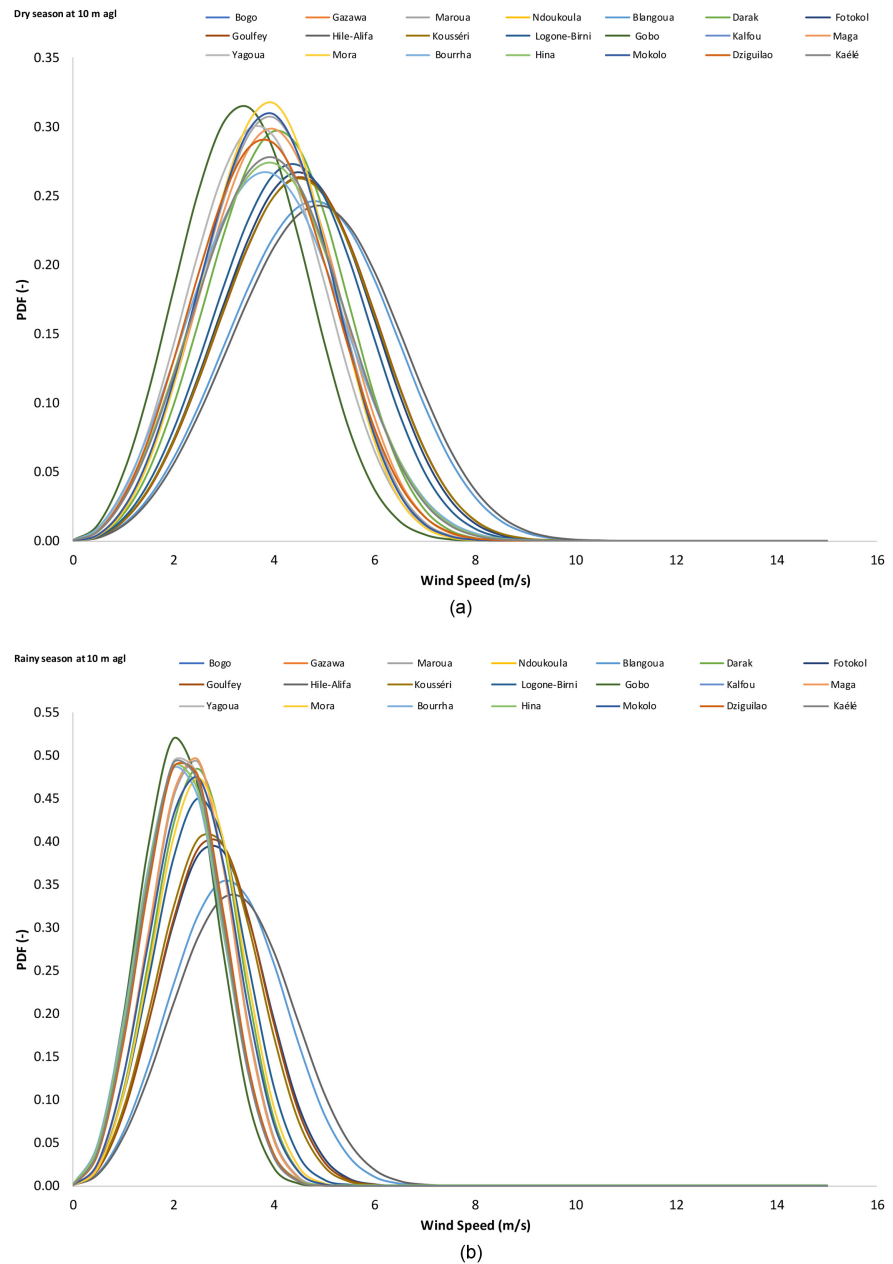 Dry season at 10 m agl
Bogo Gazawa Maroua Ndoukoula Blangoua Darak Fotokol
Goulfey Hile-Alifa Kousséri Logone-Birni Gobo Kalfou Maga
Yagoua Mora Bourrha Hina Mokolo Dziguilao Kaélé
0.35
0.30
0.25
0.20
0.15
0.10
0.05
0.00
PDF (-)
0 2 4 6 8 10 12 14 16
Wind Speed (m/s)
(a)
Rainy season at 10 m agl
Bogo Gazawa Maroua Ndoukoula Blangoua Darak Fotokol
Goulfey Hile-Alifa Kousséri Logone-Birni Gobo Kalfou Maga
Yagoua Mora Bourrha Hina Mokolo Dziguilao Kaélé
0.55
0.50
0.45
0.40
0.35
0.30
0.25
0.20
0.15
0.10
0.05
0.00
PDF (-)
0 2 4 6 8 10 12 14 16
Wind Speed (m/s)
(b)